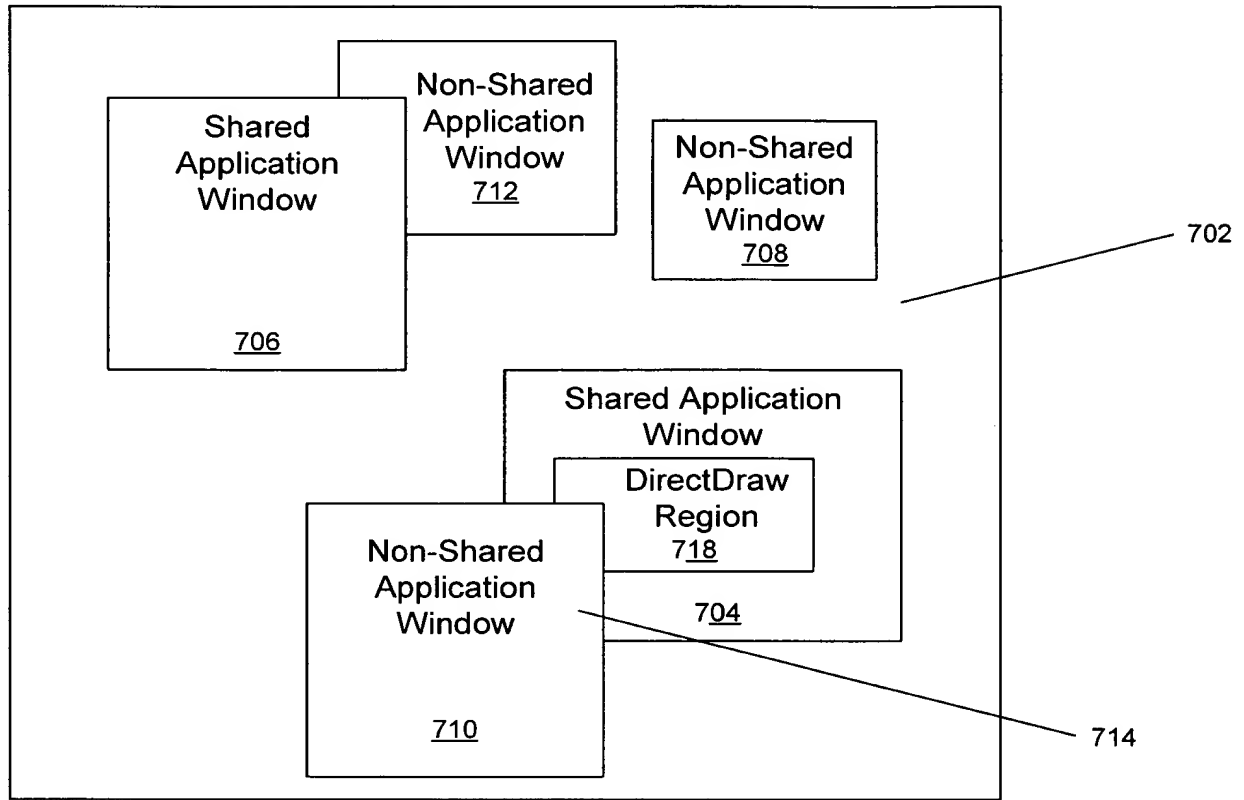 Non-Shared
Application
Window
712
Shared
Application
Window
706
Non-Shared
Application
Window
708
702
Shared Application
Window
DirectDraw
Region
718
704
Non-Shared
Application
Window
710
714